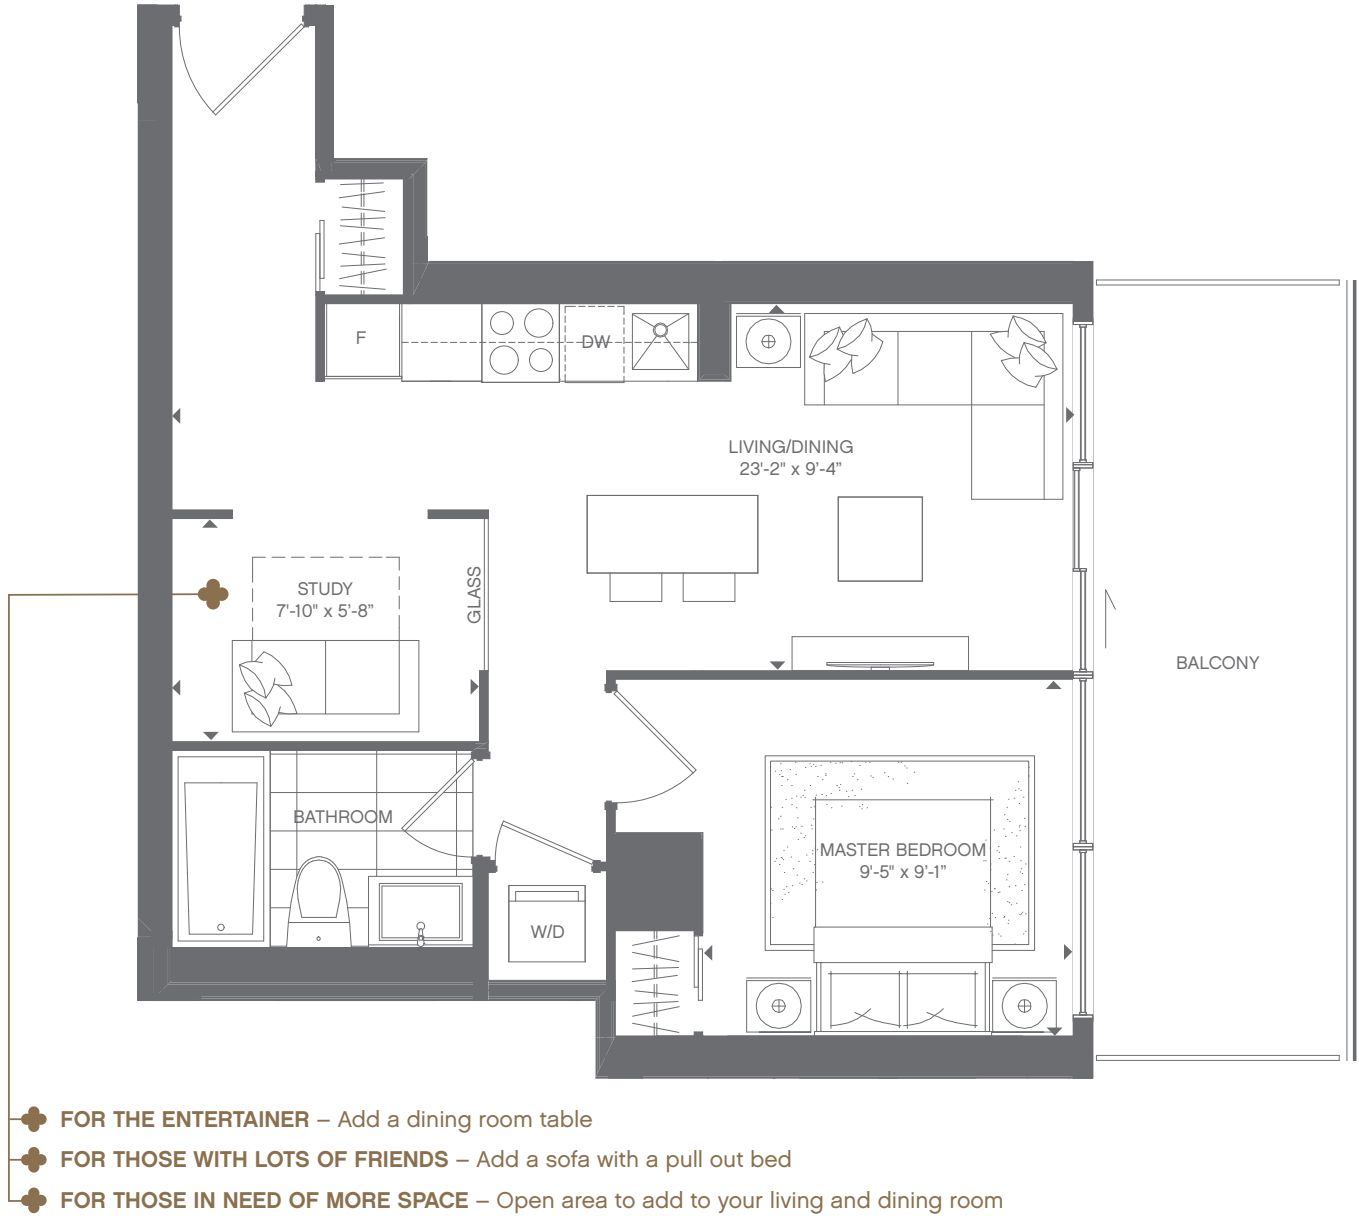 F
DW
LIVING/DINING
23'-2" x 9'-4”
STUDY
7'-10" x 5'-8”
GLASS
BALCONY
BATHROOM
MASTER BEDROOM
9'-5" x 9'-1”
W/D
FOR THE ENTERTAINER – Add a dining room table
FOR THOSE WITH LOTS OF FRIENDS – Add a sofa with a pull out bed
FOR THOSE IN NEED OF MORE SPACE – Open area to add to your living and dining room